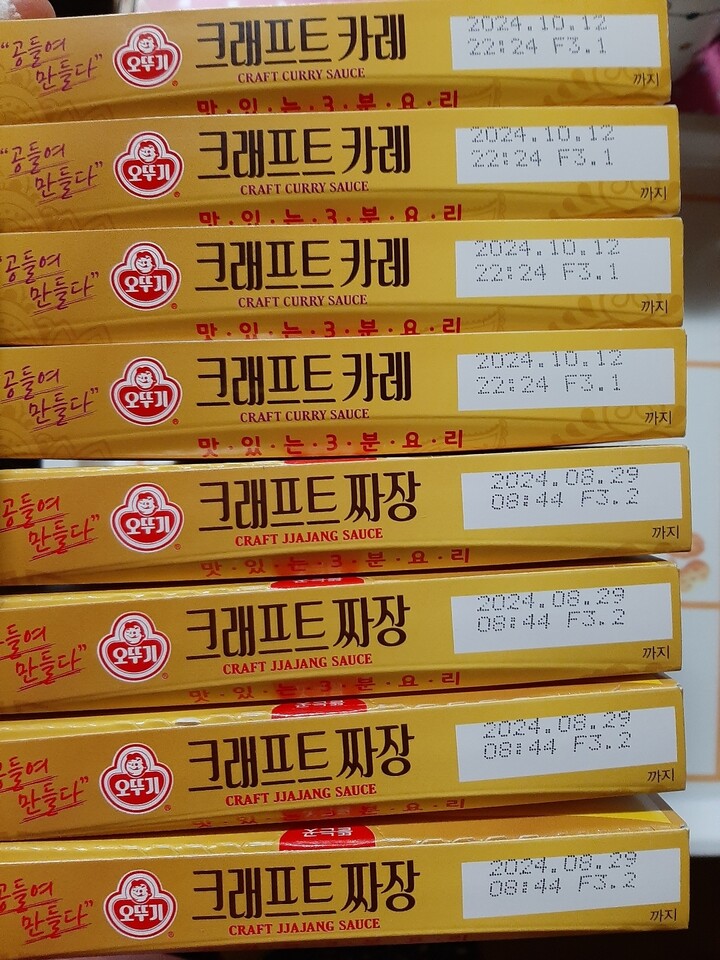 "공들여
만들다"
오뚜기
크래프트 카레
CRAFT CURRY SAUCE
2024.10.12
22:24 F3.1
까지
맛·있·는·3·분·요·리
"공들여
만들다"
오뚜기
크래프트 카레
CRAFT CURRY SAUCE
2024.10.12
22:24 F3.1
까지
맛·있·는·3·분·요·리
"공들여
만들다"
오뚜기
크래프트 카레
CRAFT CURRY SAUCE
2024.10.12
22:24 F3.1
까지
맛·있·는·3·분·요·리
공들여
만들다"
오뚜기
크래프트 카레
CRAFT CURRY SAUCE
2024.10.12
22:24 F3.1
까지
맛·있·는·3·분·요·리
공들여
만들다"
오뚜기
크래프트 짜장
CRAFT JJAJANG SAUCE
2024.08.29
08:44 F3.2
까지
맛·있·는·3·분·요·리
들여
만들다"
오뚜기
크래프트 짜장
CRAFT JJAJANG SAUCE
2024.08.29
08:44 F3.2
까지
맛·있·는·3·분·요·리
들여
만들다"
오뚜기
크래프트 짜장
CRAFT JJAJANG SAUCE
2024.08.29
08:44 F3.2
까지
맛·있·는·3·분·요·리
뜯는곳
공들여
만들다"
오뚜기
크래프트 짜장
CRAFT JJAJANG SAUCE
2024.08.29
08:44 F3.2
까지